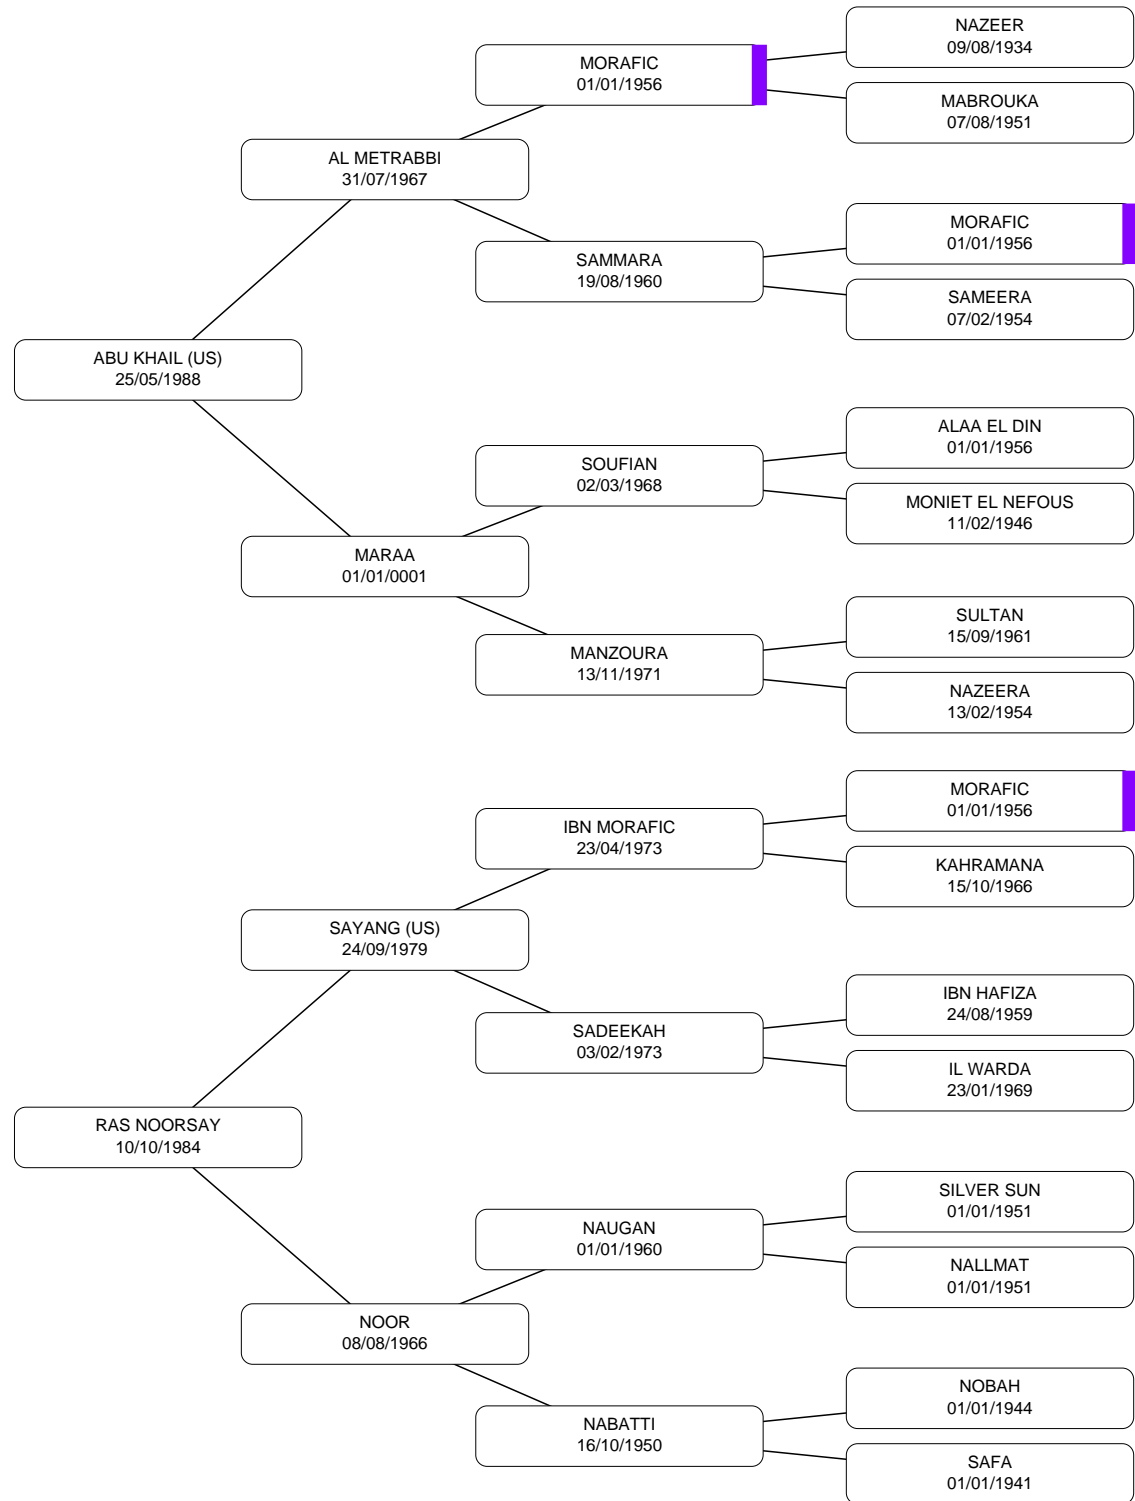 NAZEER
09/08/1934
MORAFIC
01/01/1956
MABROUKA
07/08/1951
AL METRABBI
31/07/1967
MORAFIC
01/01/1956
SAMMARA
19/08/1960
SAMEERA
07/02/1954
ABU KHAIL (US)
25/05/1988
ALAA EL DIN
01/01/1956
SOUFIAN
02/03/1968
MONIET EL NEFOUS
11/02/1946
MARAA
01/01/0001
SULTAN
15/09/1961
MANZOURA
13/11/1971
NAZEERA
13/02/1954
MORAFIC
01/01/1956
IBN MORAFIC
23/04/1973
KAHRAMANA
15/10/1966
SAYANG (US)
24/09/1979
IBN HAFIZA
24/08/1959
SADEEKAH
03/02/1973
IL WARDA
23/01/1969
RAS NOORSAY
10/10/1984
SILVER SUN
01/01/1951
NAUGAN
01/01/1960
NALLMAT
01/01/1951
NOOR
08/08/1966
NOBAH
01/01/1944
NABATTI
16/10/1950
SAFA
01/01/1941